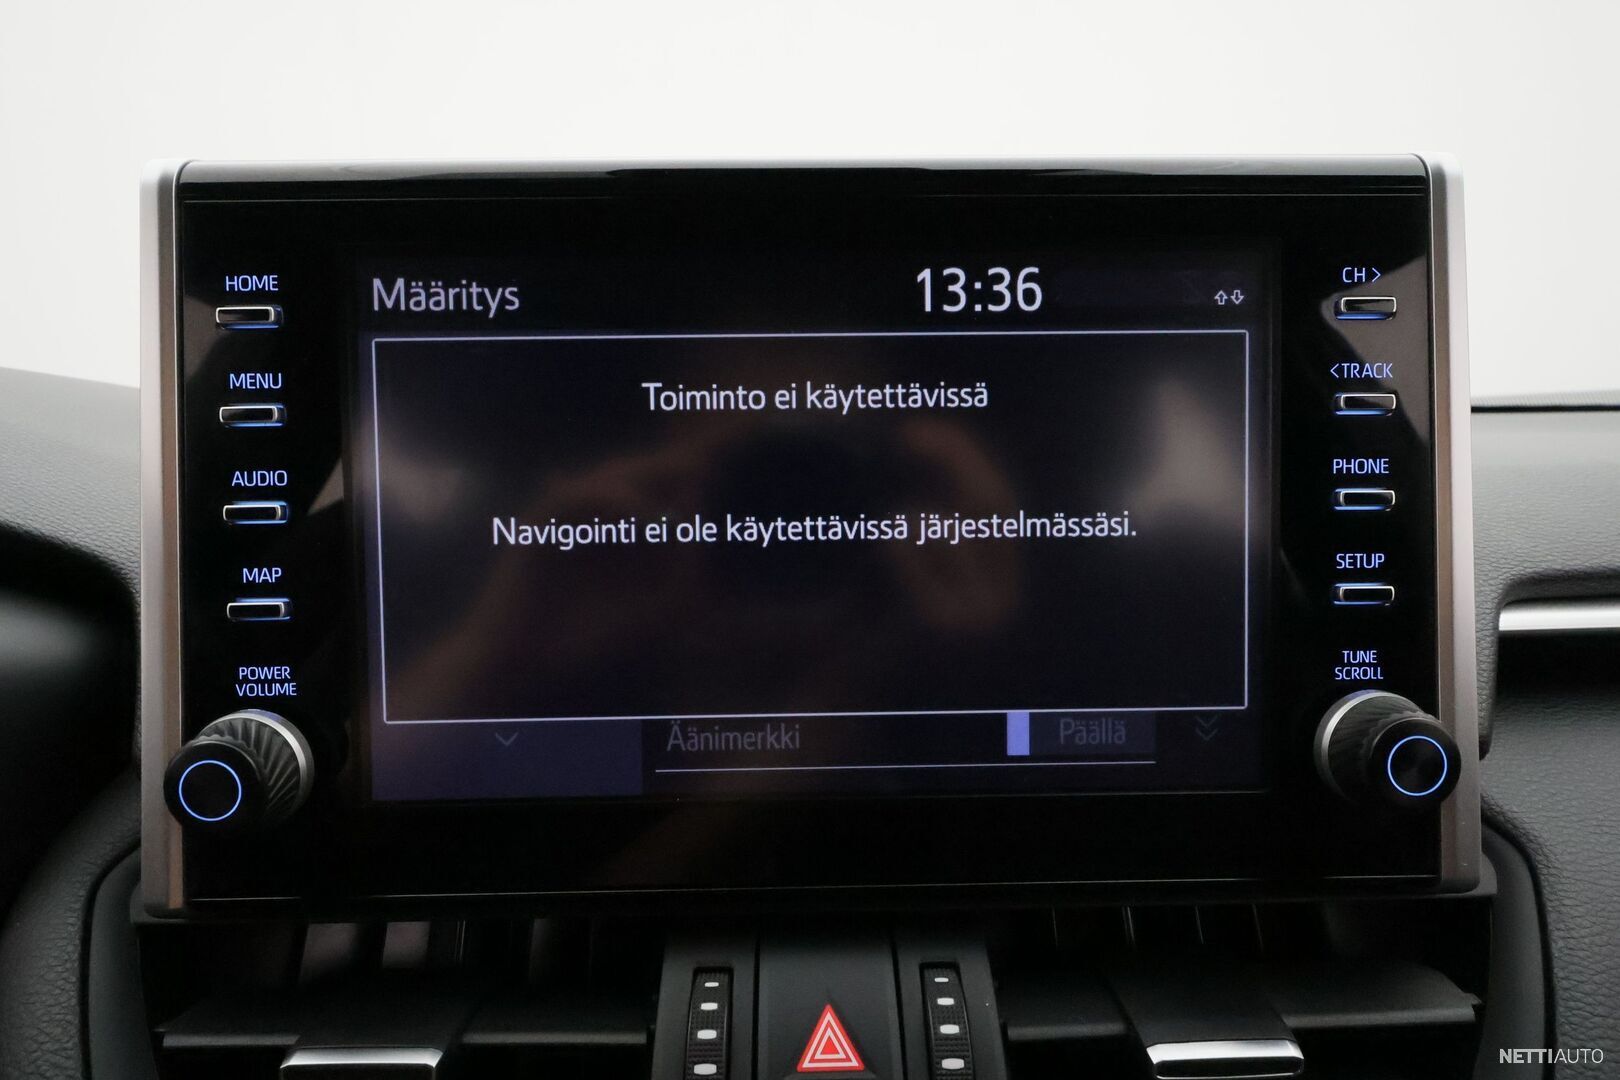 HOME
MENU
AUDIO
MAP
POWER
VOLUME
Määritys
13:36
Toiminto ei käytettävissä
Navigointi ei ole käytettävissä järjestelmässäsi.
Äänimerkki
Päällä
CH >
<TRACK
PHONE
SETUP
TUNE
SCROLL
NETTIAUTO